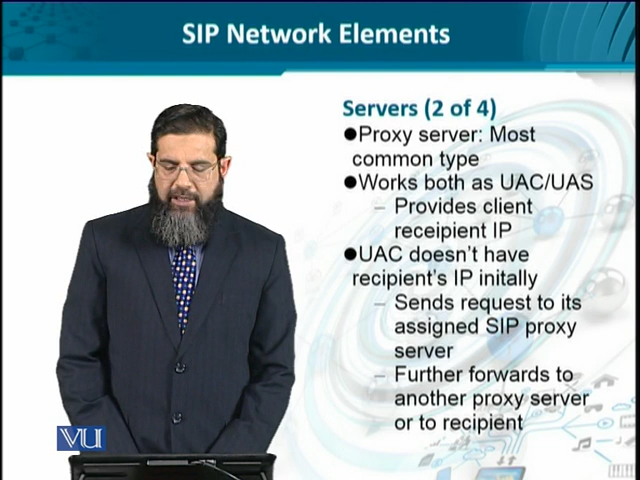 SIP Network Elements
Servers (2 of 4)
●Proxy server: Most
common type
●Works both as UAC/UAS
– Provides client
receipient IP
●UAC doesn't have
recipient's IP initally
– Sends request to its
assigned SIP proxy
server
– Further forwards to
another proxy server
or to recipient
VU